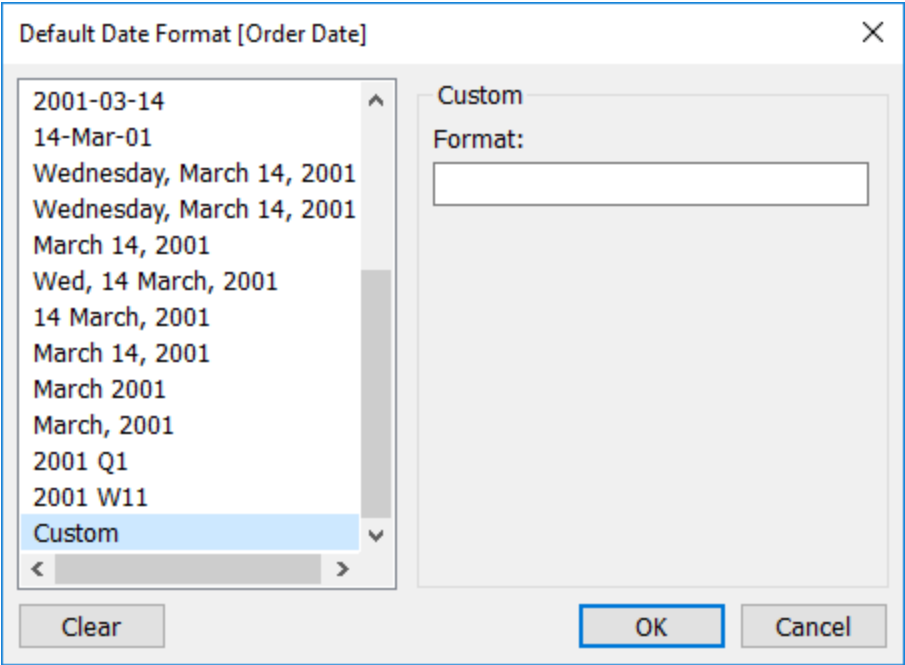 Default Date Format [Order Date]
2001-03-14
14-Mar-01
Wednesday, March 14, 2001
Wednesday, March 14, 2001
March 14, 2001
Wed, 14 March, 2001
14 March, 2001
March 14, 2001
March 2001
March, 2001
2001 Q1
2001 W11
Custom
Custom
Format:
Clear
OK
Cancel